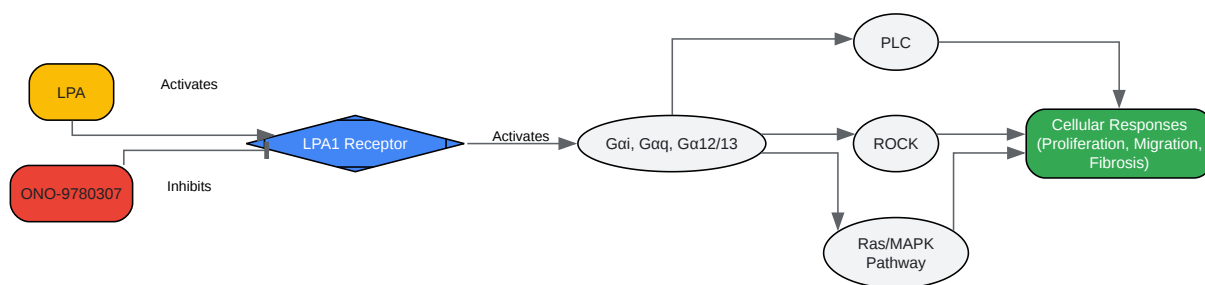 PLC
LPA
Activates
LPA1 Receptor
Activates
Gαi, Gαq, Gα12/13
ROCK
Cellular Responses
(Proliferation, Migration,
Fibrosis)
ONO-9780307
Inhibits
Ras/MAPK
Pathway